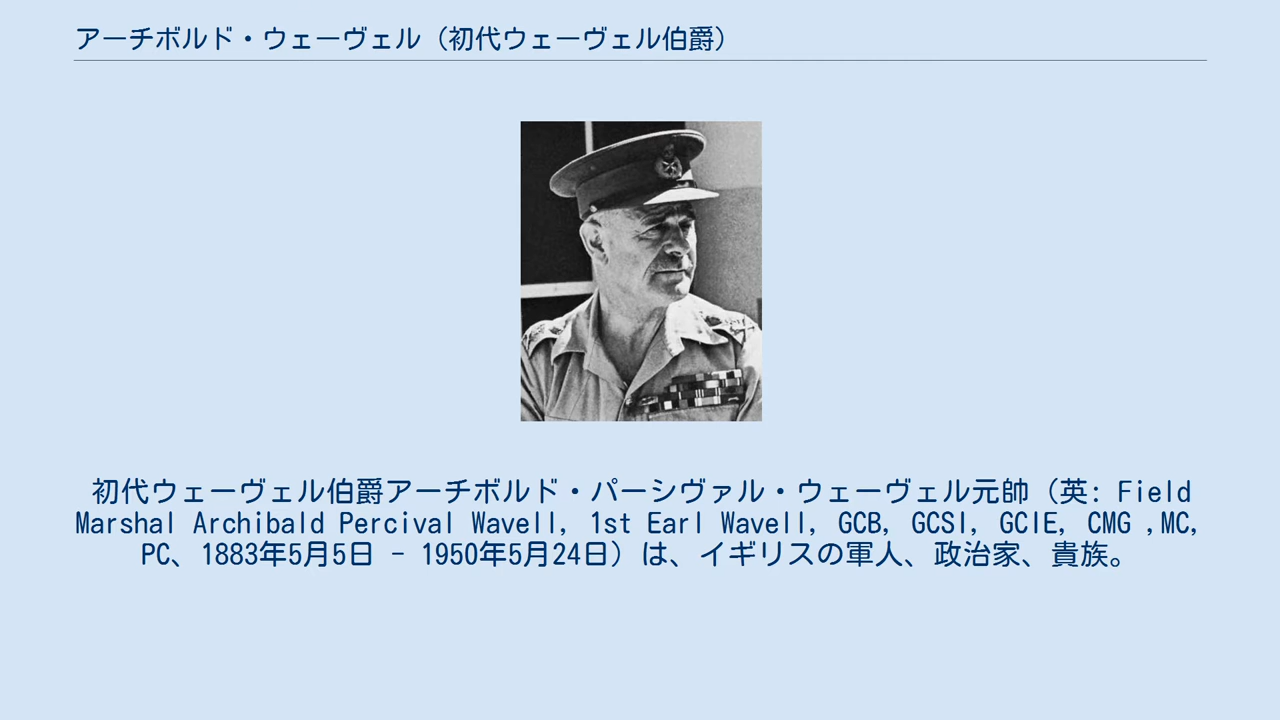 アーチボルド・ウェーヴェル（初代ウェーヴェル伯爵）
初代ウェーヴェル伯爵アーチボルド・パーシヴァル・ウェーヴェル元帥（英: Field
Marshal Archibald Percival Wavell, 1st Earl Wavell, GCB, GCSI, GCIE, CMG ,MC,
PC、1883年5月5日 - 1950年5月24日）は、イギリスの軍人、政治家、貴族。